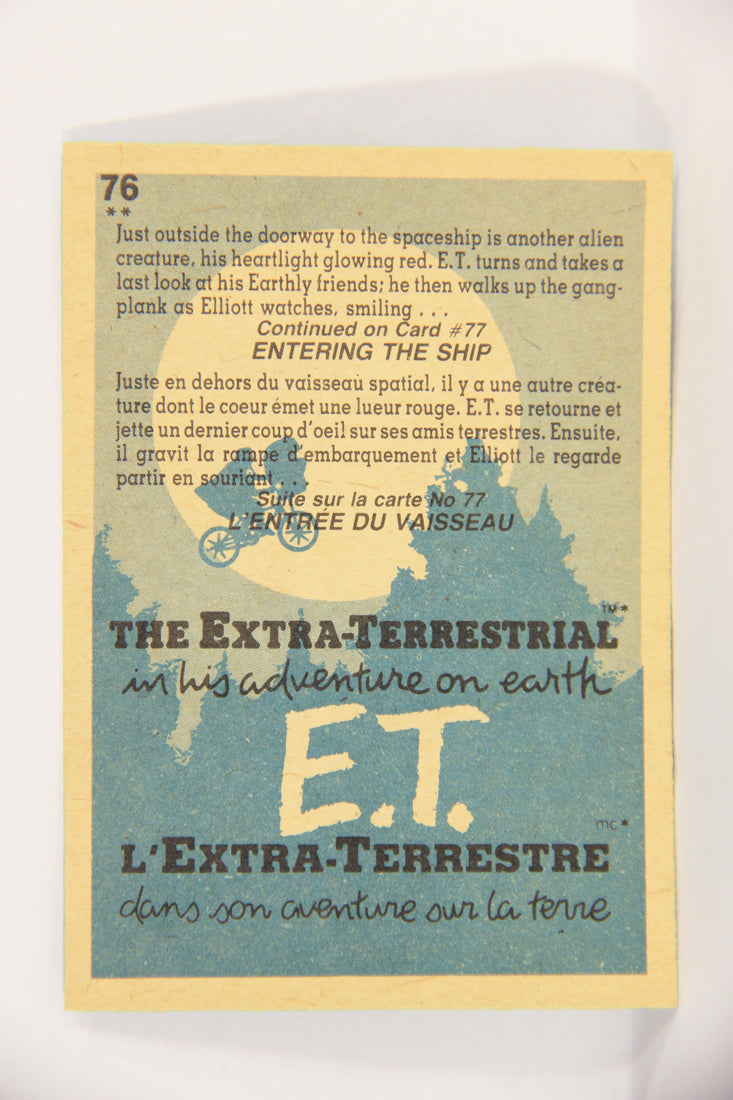 76
**
Just outside the doorway to the spaceship is another alien
creature, his heartlight glowing red. E.T. turns and takes a
last look at his Earthly friends; he then walks up the gang-
plank as Elliott watches, smiling . . .
Continued on Card #77
ENTERING THE SHIP
Juste en dehors du vaisseau spatial, il y a une autre créa-
ture dont le coeur émet une lueur rouge. E.T. se retourne et
jette un dernier coup d'oeil sur ses amis terrestres. Ensuite,
il gravit la rampe d'embarquement et Elliott le regarde
partir en souriant . . .
Suite sur la carte No 77
L'ENTRÉE DU VAISSEAU
THE EXTRA-TERRESTRIAL TM*
in his adventure on earth
E.T.
mc*
L'EXTRA-TERRESTRE
dans son aventure sur la terre